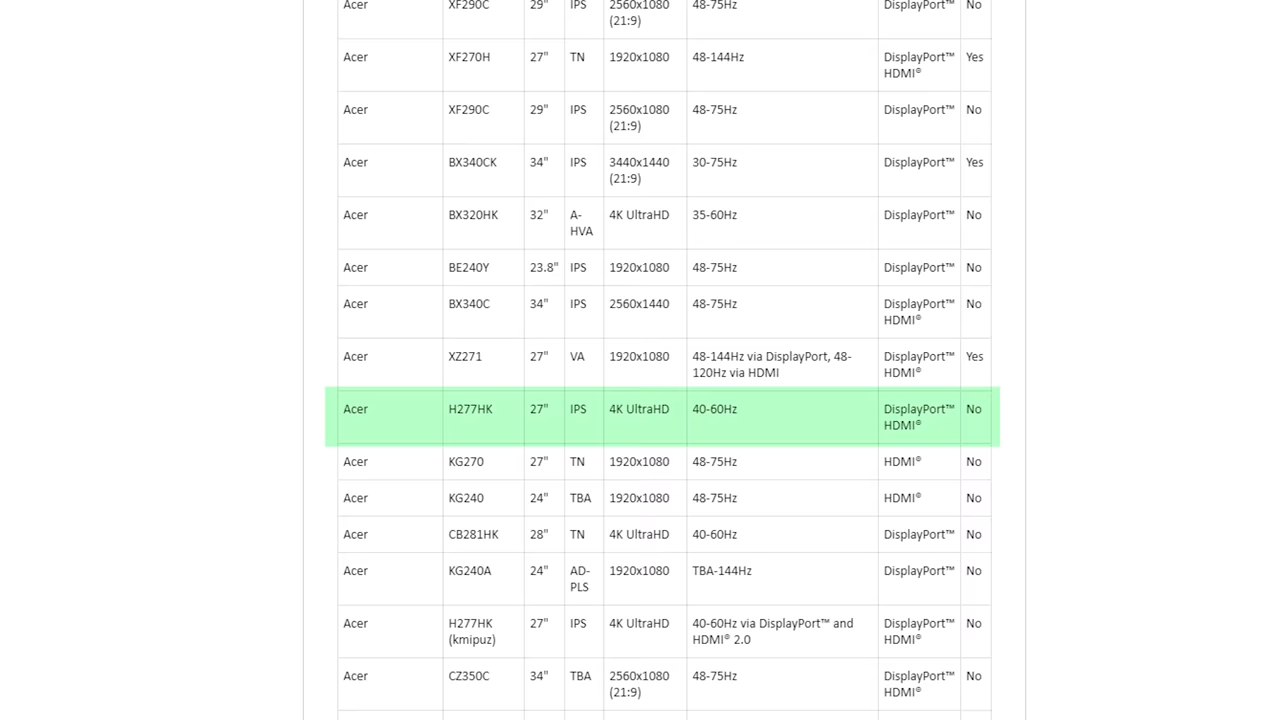 Acer XF290C 29" IPS 2560x1080 48-75Hz DisplayPort™ No
(21:9)
Acer XF270H 27" TN 1920x1080 48-144Hz DisplayPort™ Yes
HDMI®
Acer XF290C 29" IPS 2560x1080 48-75Hz DisplayPort™ No
(21:9)
Acer BX340CK 34" IPS 3440x1440 30-75Hz DisplayPort™ Yes
(21:9)
Acer BX320HK 32" A- 4K UltraHD 35-60Hz DisplayPort™ No
HVA
Acer BE240Y 23.8" IPS 1920x1080 48-75Hz DisplayPort™ No
Acer BX340C 34" IPS 2560x1440 48-75Hz DisplayPort™ No
HDMI®
Acer XZ271 27" VA 1920x1080 48-144Hz via DisplayPort, 48- DisplayPort™ Yes
120Hz via HDMI HDMI®
Acer H277HK 27" IPS 4K UltraHD 40-60Hz DisplayPort™ No
HDMI®
Acer KG270 27" TN 1920x1080 48-75Hz HDMI® No
Acer KG240 24" TBA 1920x1080 48-75Hz HDMI® No
Acer CB281HK 28" TN 4K UltraHD 40-60Hz DisplayPort™ No
Acer KG240A 24" AD- 1920x1080 TBA-144Hz DisplayPort™ No
PLS
Acer H277HK 27" IPS 4K UltraHD 40-60Hz via DisplayPort™ and DisplayPort™ No
(kmipuz) HDMI® 2.0 HDMI®
Acer CZ350C 34" TBA 2560x1080 48-75Hz DisplayPort™ No
(21:9) HDMI®